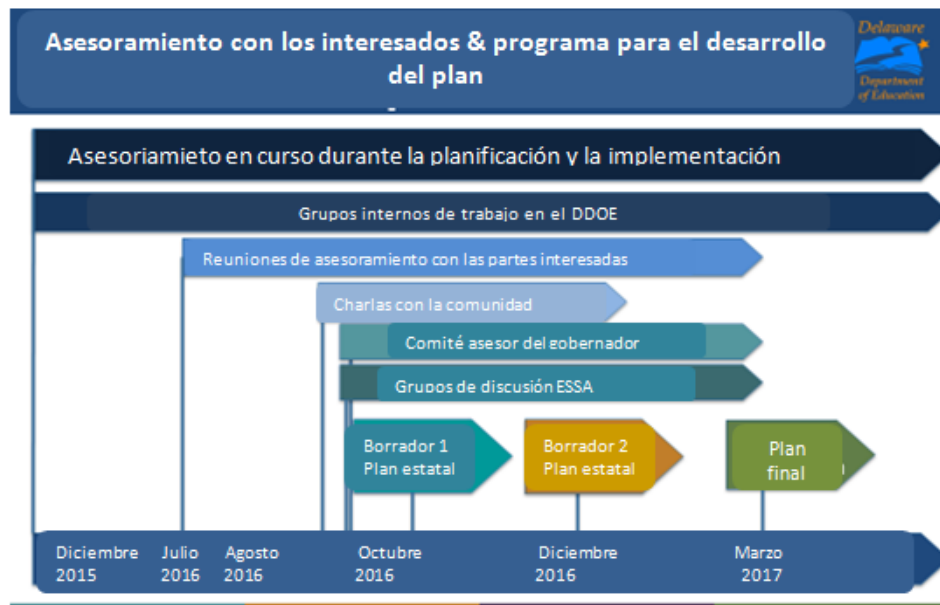 Asesoramiento con los interesados & programa para el desarrollo
del plan
Delaware
Department
of Education
Asesoriamieto en curso durante la planificación y la implementación
Grupos internos de trabajo en el DDOE
Reuniones de asesoramiento con las partes interesadas
Charlas con la comunidad
Comité asesor del gobernador
Grupos de discusión ESSA
Borrador 1
Plan estatal
Borrador 2
Plan estatal
Plan
final
Diciembre
2015
Julio
2016
Agosto
2016
Octubre
2016
Diciembre
2016
Marzo
2017